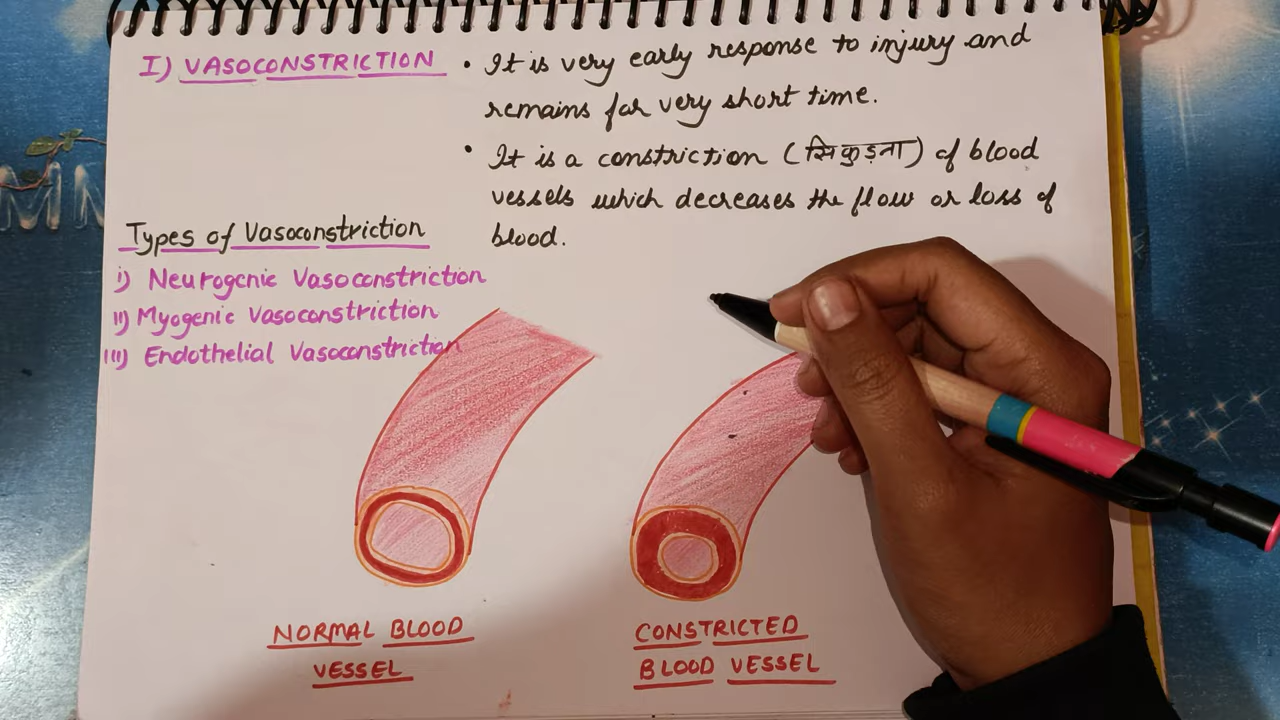 I) VASOCONSTRICTION
• It is very early response to injury and
remains for very short time.
• It is a constriction (सिकुड़ना) of blood
vessels which decreases the flow or loss of
blood.
Types of Vasoconstriction
i) Neurogenic Vasoconstriction
ii) Myogenic Vasoconstriction
iii) Endothelial Vasoconstriction
NORMAL BLOOD
VESSEL
CONSTRICTED
BLOOD VESSEL